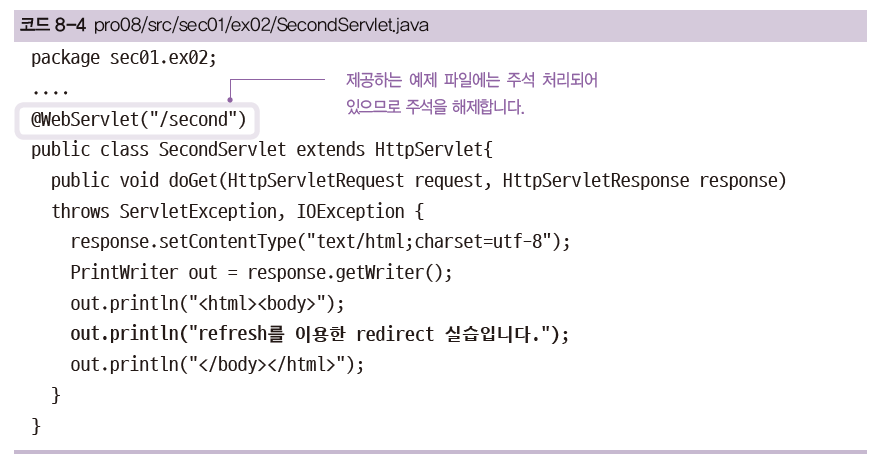 코드 8-4 pro08/src/sec01/ex02/SecondServlet.java
package sec01.ex02;
....
제공하는 예제 파일에는 주석 처리되어
있으므로 주석을 해제합니다.
@WebServlet("/second")
public class SecondServlet extends HttpServlet{
public void doGet(HttpServletRequest request, HttpServletResponse response)
throws ServletException, IOException {
response.setContentType("text/html;charset=utf-8");
PrintWriter out = response.getWriter();
out.println("<html><body>");
out.println("refresh를 이용한 redirect 실습입니다.");
out.println("</body></html>");
}
}